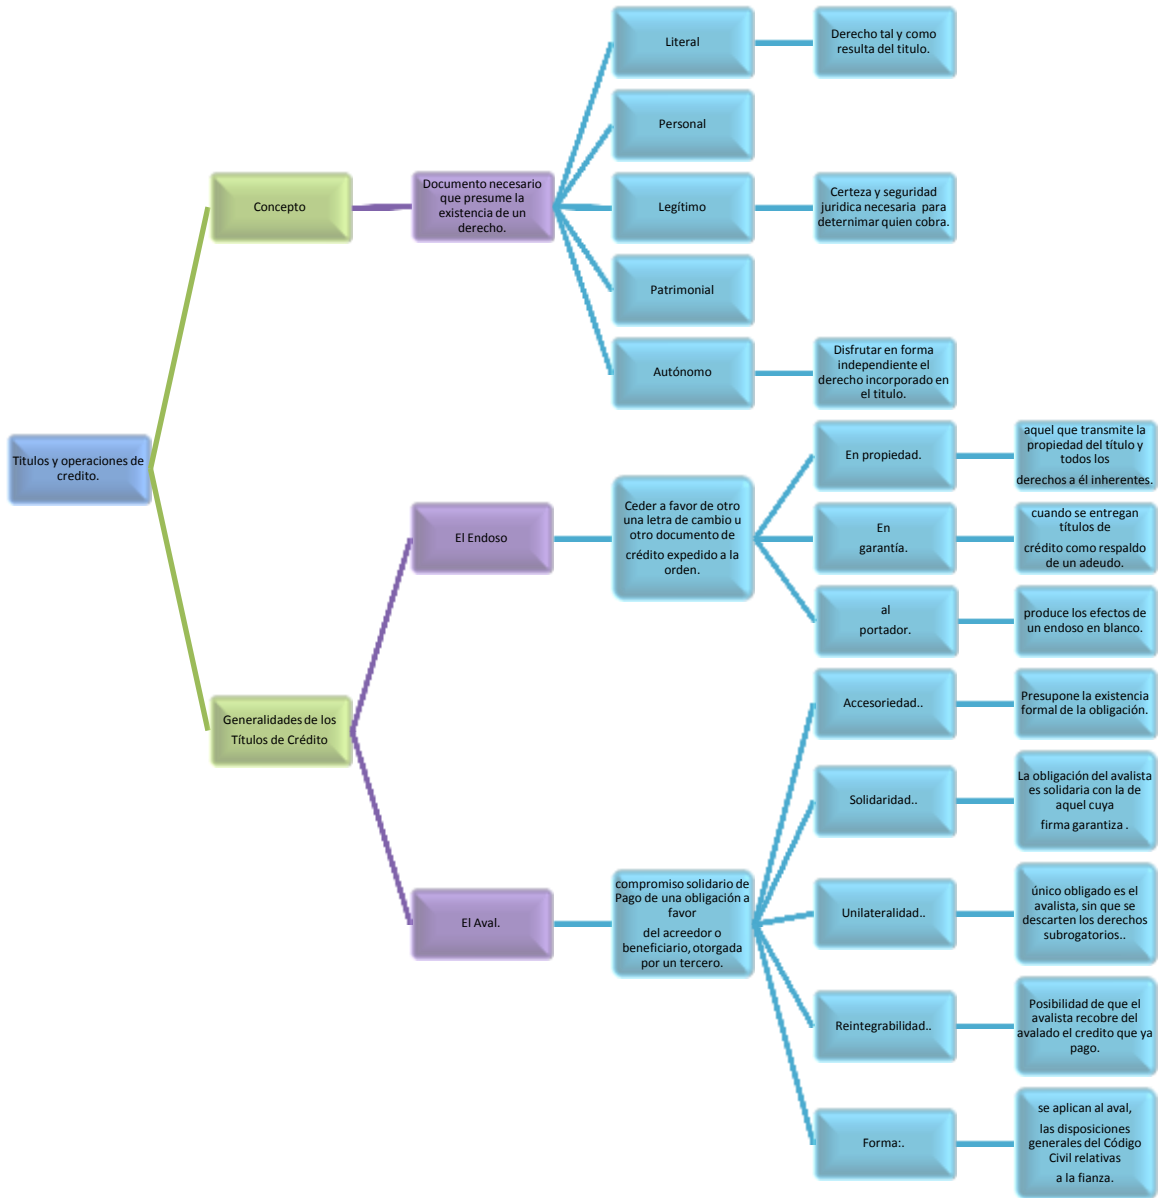 Titulos y operaciones de
credito.
Concepto
Documento necesario
que presume la
existencia de un
derecho.
Literal
Derecho tal y como
resulta del titulo.
Personal
Legítimo
Certeza y seguridad
juridica necesaria para
deternimar quien cobra.
Patrimonial
Autónomo
Disfrutar en forma
independiente el
derecho incorporado en
el titulo.
Generalidades de los
Títulos de Crédito
El Endoso
Ceder a favor de otro
una letra de cambio u
otro documento de
crédito expedido a la
orden.
En propiedad.
aquel que transmite la
propiedad del título y
todos los
derechos a él inherentes.
En
garantía.
cuando se entregan
títulos de
crédito como respaldo
de un adeudo.
al
portador.
produce los efectos de
un endoso en blanco.
El Aval.
compromiso solidario de
Pago de una obligación a
favor
del acreedor o
beneficiario, otorgada
por un tercero.
Accesoriedad..
Presupone la existencia
formal de la obligación.
Solidaridad..
La obligación del avalista
es solidaria con la de
aquel cuya
firma garantiza .
Unilateralidad..
único obligado es el
avalista, sin que se
descarten los derechos
subrogatorios..
Reintegrabilidad..
Posibilidad de que el
avalista recobre del
avalado el credito que ya
pago.
Forma:.
se aplican al aval,
las disposiciones
generales del Código
Civil relativas
a la fianza.